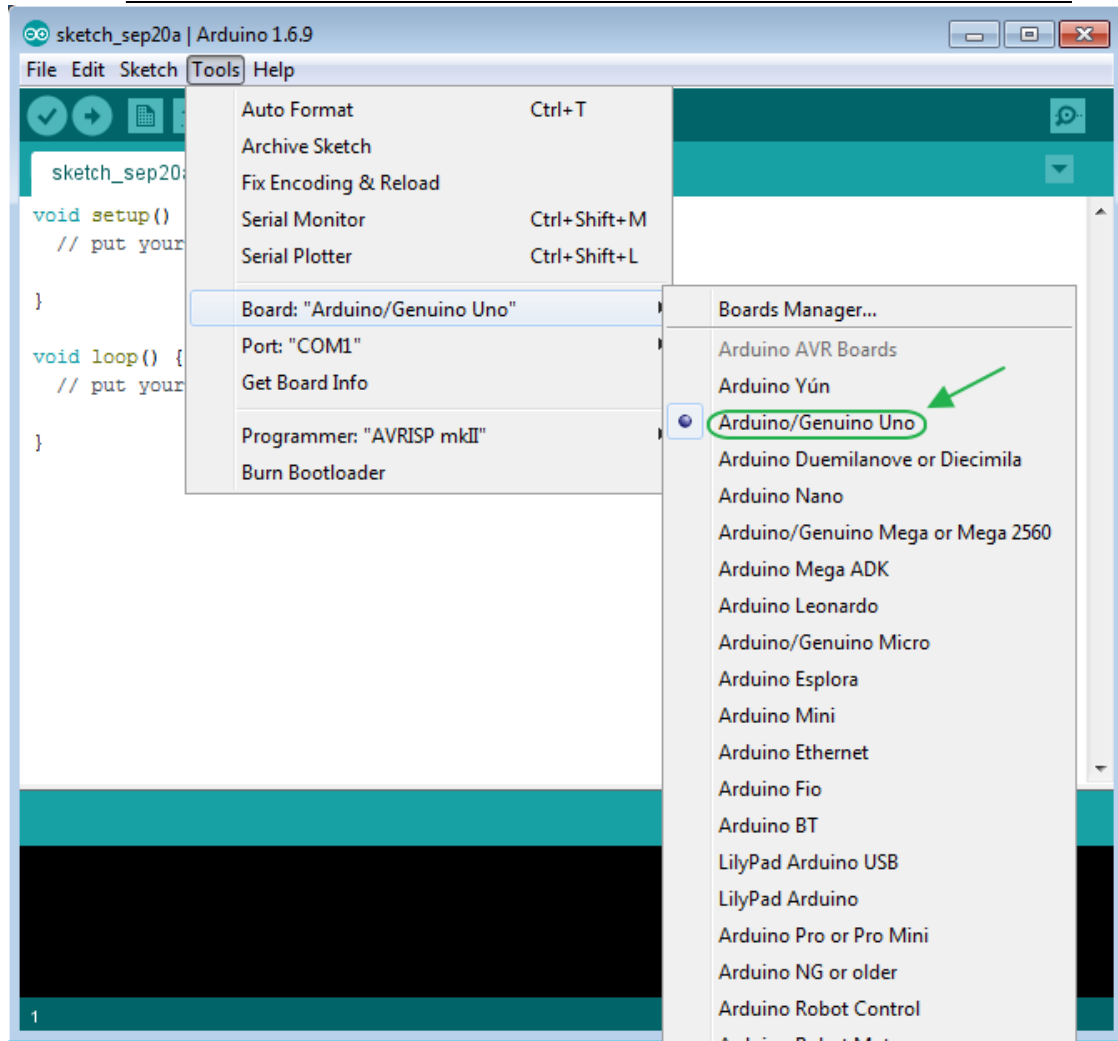 sketch_sep20a | Arduino 1.6.9
File Edit Sketch Tools Help
sketch_sep20a
void setup()
// put your
}
void loop() {
// put your
}
Auto Format Ctrl+T
Archive Sketch
Fix Encoding & Reload
Serial Monitor Ctrl+Shift+M
Serial Plotter Ctrl+Shift+L
Board: "Arduino/Genuino Uno"
Port: "COM1"
Get Board Info
Programmer: "AVRISP mkII"
Burn Bootloader
Boards Manager...
Arduino AVR Boards
Arduino Yún
Arduino/Genuino Uno
Arduino Duemilanove or Diecimila
Arduino Nano
Arduino/Genuino Mega or Mega 2560
Arduino Mega ADK
Arduino Leonardo
Arduino/Genuino Micro
Arduino Esplora
Arduino Mini
Arduino Ethernet
Arduino Fio
Arduino BT
LilyPad Arduino USB
LilyPad Arduino
Arduino Pro or Pro Mini
Arduino NG or older
Arduino Robot Control
1